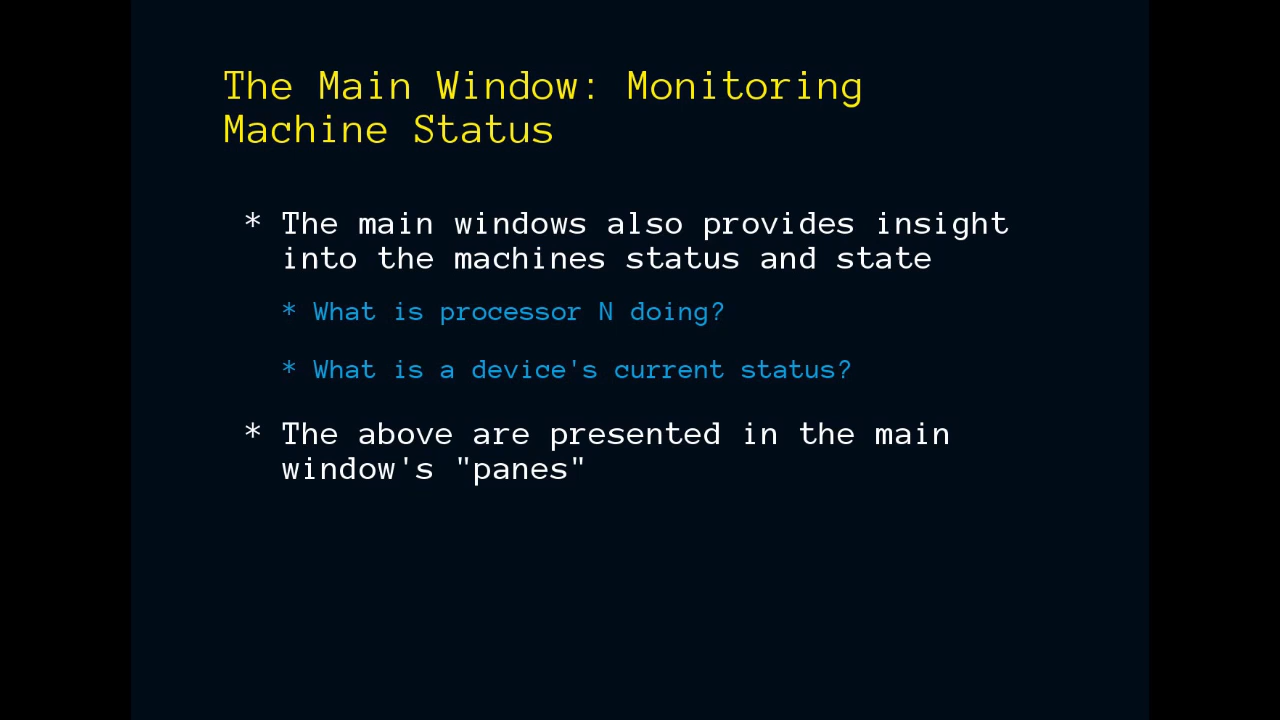 The Main Window: Monitoring
Machine Status
* The main windows also provides insight
into the machines status and state
* What is processor N doing?
* What is a device's current status?
* The above are presented in the main
window's "panes"